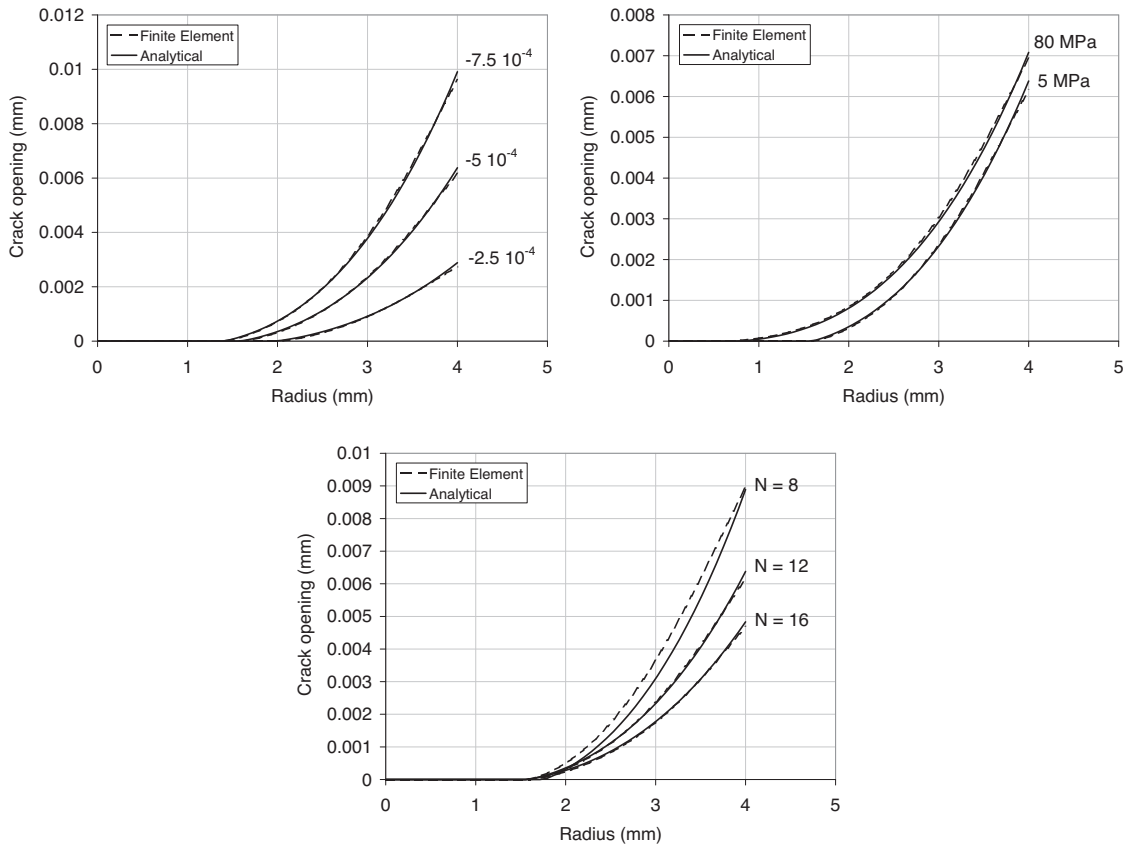 0.012
0.01
0.008
0.006
0.004
0.002
0
0 1 2 3 4 5
Crack opening (mm)
Radius (mm)
Finite Element
Analytical
-7.5 10⁻⁴
-5 10⁻⁴
-2.5 10⁻⁴
0.008
0.007
0.006
0.005
0.004
0.003
0.002
0.001
0
0 1 2 3 4 5
Crack opening (mm)
Radius (mm)
Finite Element
Analytical
80 MPa
5 MPa
0.01
0.009
0.008
0.007
0.006
0.005
0.004
0.003
0.002
0.001
0
0 1 2 3 4 5
Crack opening (mm)
Radius (mm)
Finite Element
Analytical
N = 8
N = 12
N = 16